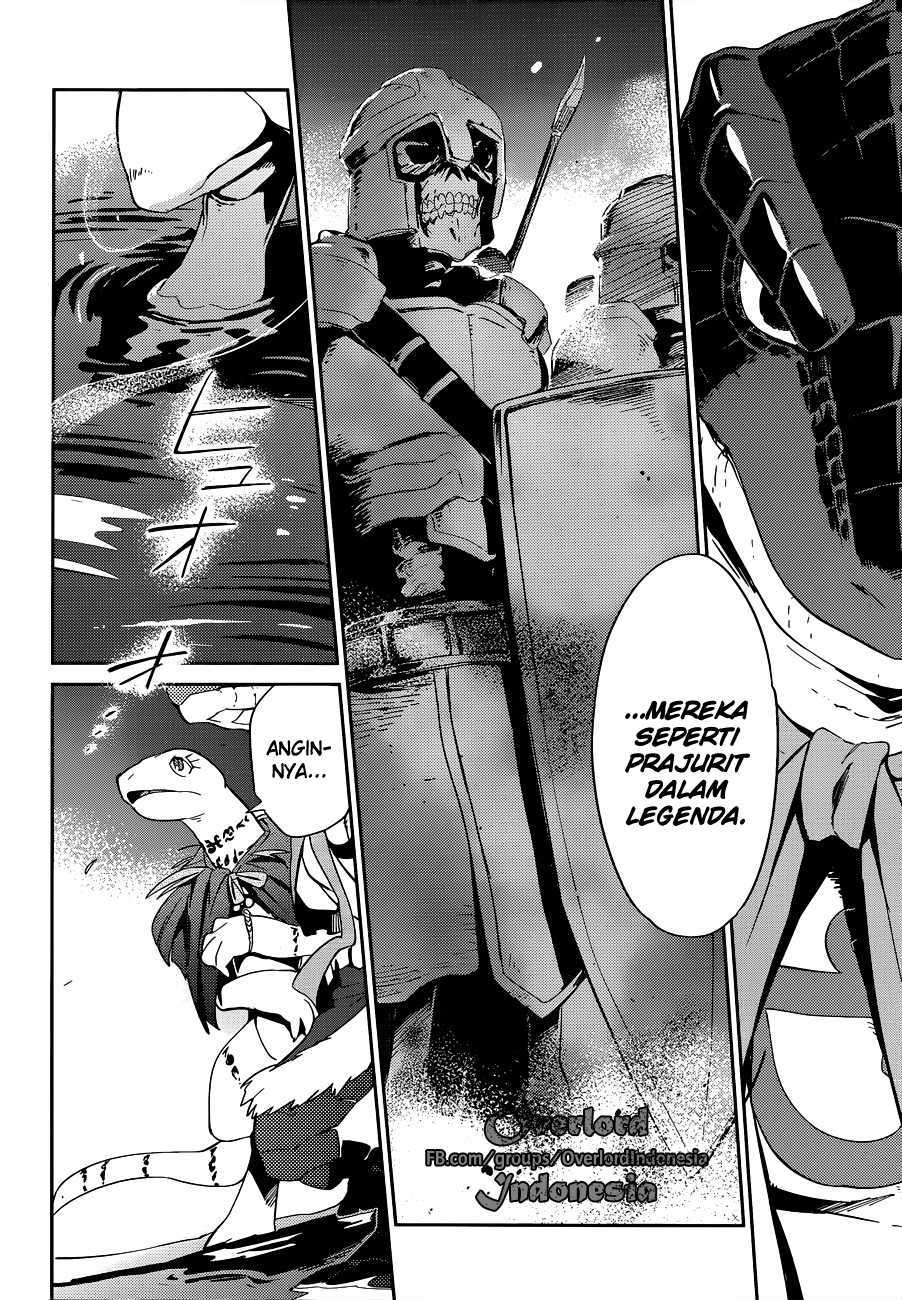 ...MEREKA
SEPERTI
PRAJURIT
DALAM
LEGENDA.
ヒュオオ
ANGIN-
NYA...
Overlord
FB.com/groups/OverlordIndonesia
Indonesia